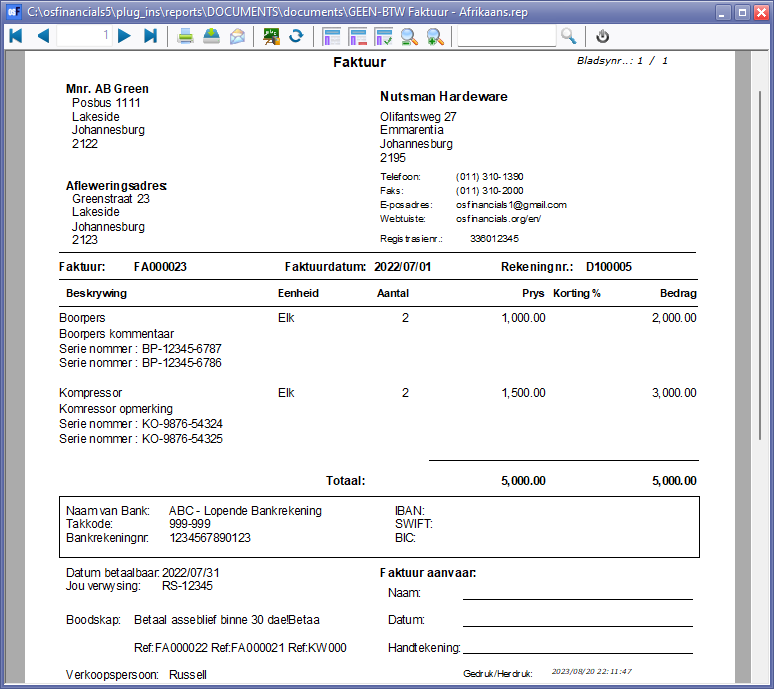 C:\osfinancials5\plug_ins\reports\DOCUMENTS\documents\GEEN-BTW Faktuur - Afrikaans.rep
1
Faktuur
Bladsynr..: 1 / 1
Mnr. AB Green
Posbus 1111
Lakeside
Johannesburg
2122
Nutsman Hardeware
Olifantsweg 27
Emmarentia
Johannesburg
2195
Telefoon: (011) 310-1390
Faks: (011) 310-2000
E-posadres: osfinancials1@gmail.com
Webtuiste: osfinancials.org/en/
Registrasienr.: 336012345
Afleweringsadres:
Greenstraat 23
Lakeside
Johannesburg
2123
Faktuur: FA000023 Faktuurdatum: 2022/07/01 Rekeningnr.: D100005
Beskrywing Eenheid Aantal Prys Korting % Bedrag
Boorpers Elk 2 1,000.00 2,000.00
Boorpers kommentaar
Serie nommer : BP-12345-6787
Serie nommer : BP-12345-6786
Kompressor Elk 2 1,500.00 3,000.00
Komressor opmerking
Serie nommer : KO-9876-54324
Serie nommer : KO-9876-54325
Totaal: 5,000.00 5,000.00
Naam van Bank: ABC - Lopende Bankrekening IBAN:
Takkode: 999-999 SWIFT:
Bankrekeningnr. 1234567890123 BIC:
Datum betaalbaar: 2022/07/31
Jou verwysing: RS-12345
Faktuur aanvaar:
Naam:
Boodskap: Betaal asseblief binne 30 dae!Betaa
Datum:
Ref:FA000022 Ref:FA000021 Ref:KW000
Handtekening:
Verkoopspersoon: Russell
Gedruk/Herdruk: 2023/08/20 22:11:47